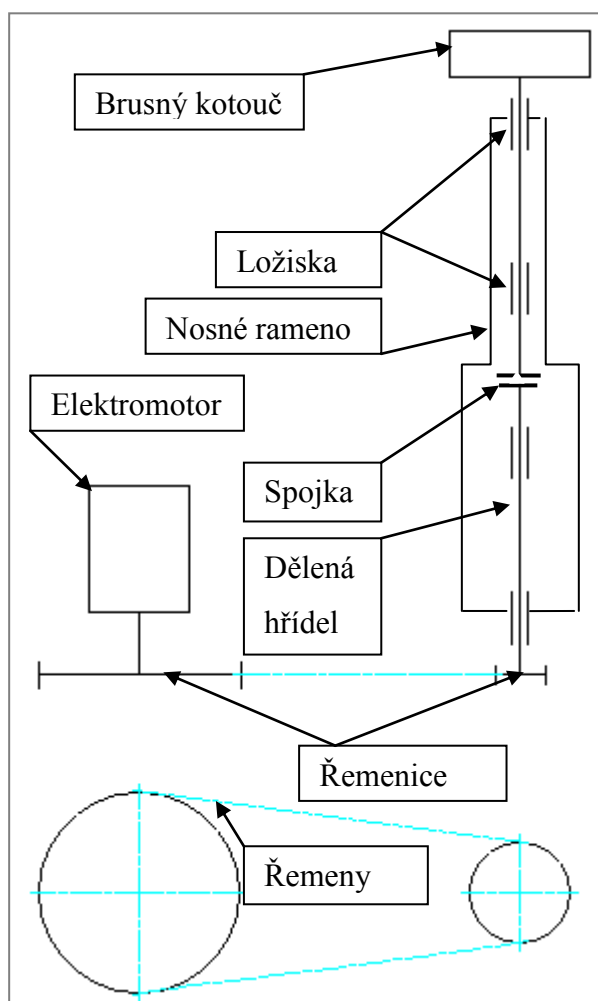 Brusný kotouč
Ložiska
Nosné rameno
Elektromotor
Spojka
Dělená
hřídel
Řemenice
Řemeny